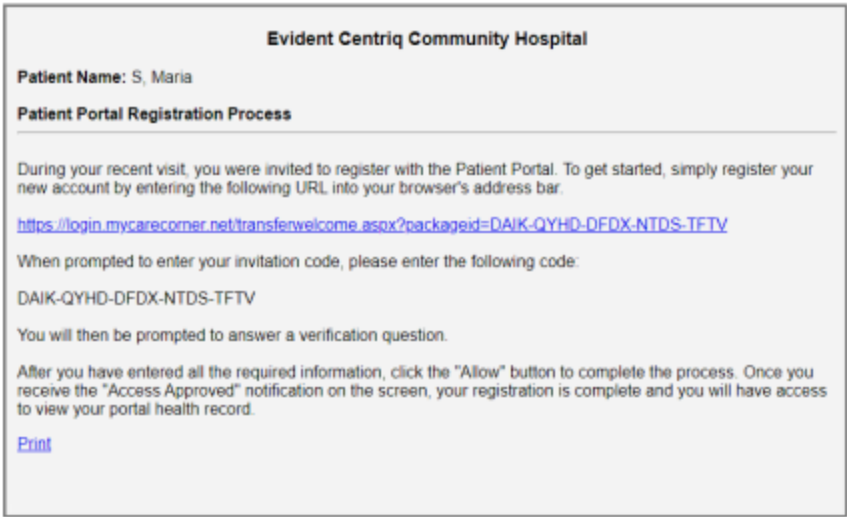 Evident Centriq Community Hospital
Patient Name: S, Maria
Patient Portal Registration Process
During your recent visit, you were invited to register with the Patient Portal. To get started, simply register your
new account by entering the following URL into your browser's address bar.
https://login.mycarecorner.net/transferwelcome.aspx?packageid=DAIK-QYHD-DFDX-NTDS-TFTV
When prompted to enter your invitation code, please enter the following code:
DAIK-QYHD-DFDX-NTDS-TFTV
You will then be prompted to answer a verification question.
After you have entered all the required information, click the "Allow" button to complete the process. Once you
receive the "Access Approved" notification on the screen, your registration is complete and you will have access
to view your portal health record.
Print